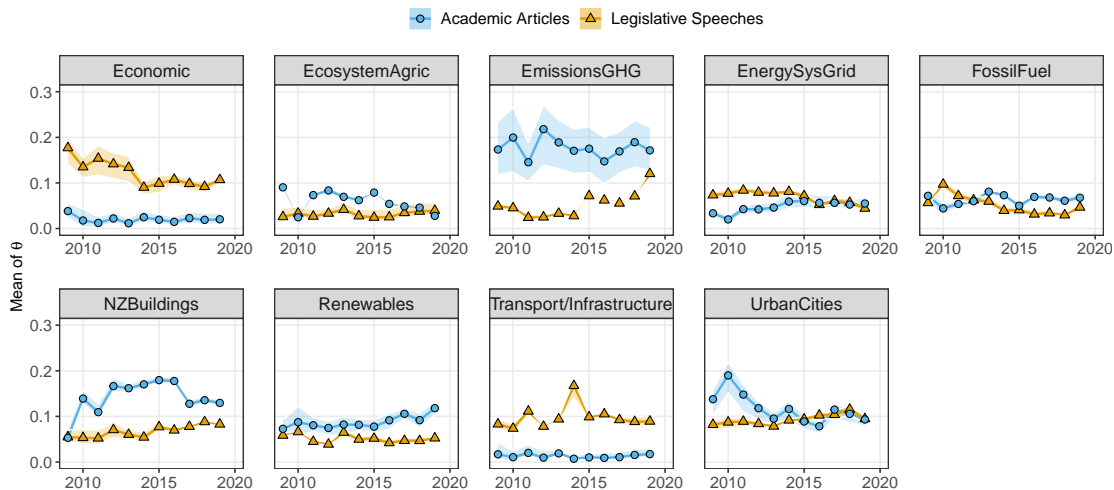 Academic Articles Legislative Speeches
Economic EcosystemAgric EmissionsGHG EnergySysGrid FossilFuel
0.3
0.2
0.1
0.0
2010 2015 2020 2010 2015 2020 2010 2015 2020 2010 2015 2020 2010 2015 2020
Mean of θ
NZBuildings Renewables Transport/Infrastructure UrbanCities
0.3
0.2
0.1
0.0
2010 2015 2020 2010 2015 2020 2010 2015 2020 2010 2015 2020